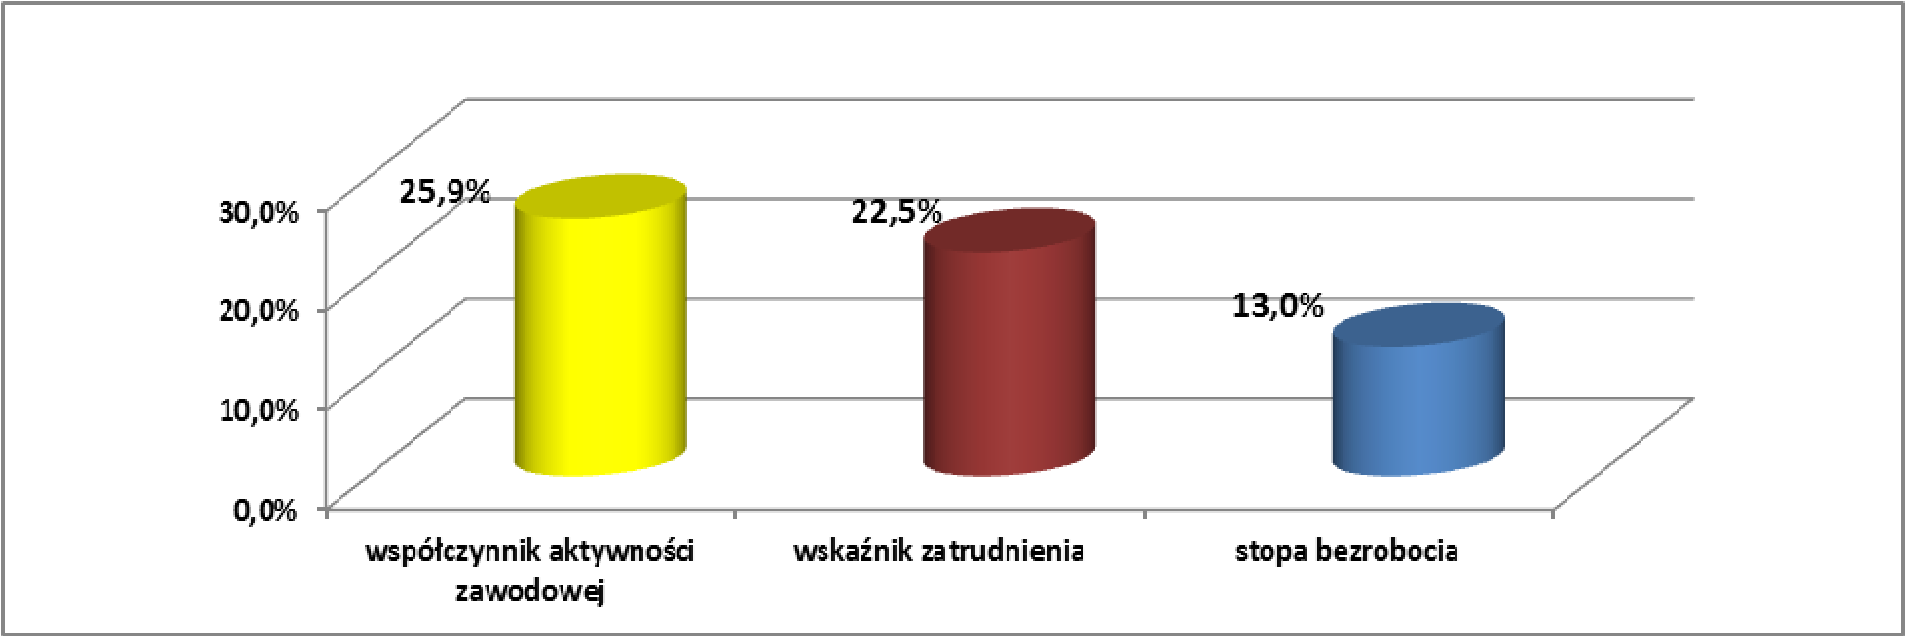 25,9%
22,5%
13,0%
30,0%
20,0%
10,0%
0,0%
współczynnik aktywności
zawodowej
wskaźnik zatrudnienia
stopa bezrobocia